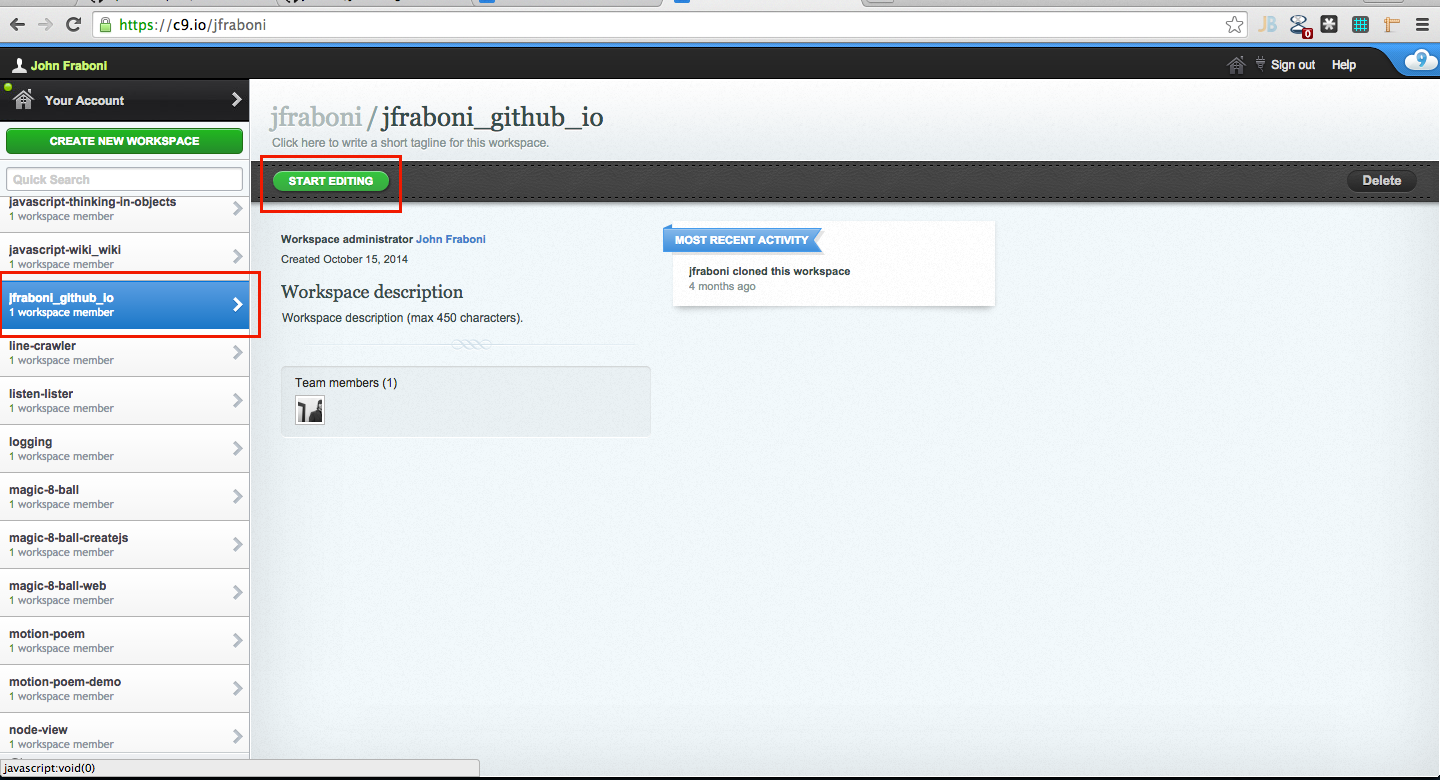 https://c9.io/jfraboni
JB
0
John Fraboni
Sign out
Help
9
Your Account
CREATE NEW WORKSPACE
Quick Search
javascript-thinking-in-objects
1 workspace member
javascript-wiki_wiki
1 workspace member
jfraboni_github_io
1 workspace member
line-crawler
1 workspace member
listen-lister
1 workspace member
logging
1 workspace member
magic-8-ball
1 workspace member
magic-8-ball-createjs
1 workspace member
magic-8-ball-web
1 workspace member
motion-poem
1 workspace member
motion-poem-demo
1 workspace member
node-view
1 workspace member
javascript:void(0)
jfraboni/jfraboni_github_io
Click here to write a short tagline for this workspace.
START EDITING
Delete
Workspace administrator John Fraboni
Created October 15, 2014
Workspace description
Workspace description (max 450 characters).
Team members (1)
MOST RECENT ACTIVITY
jfraboni cloned this workspace
4 months ago